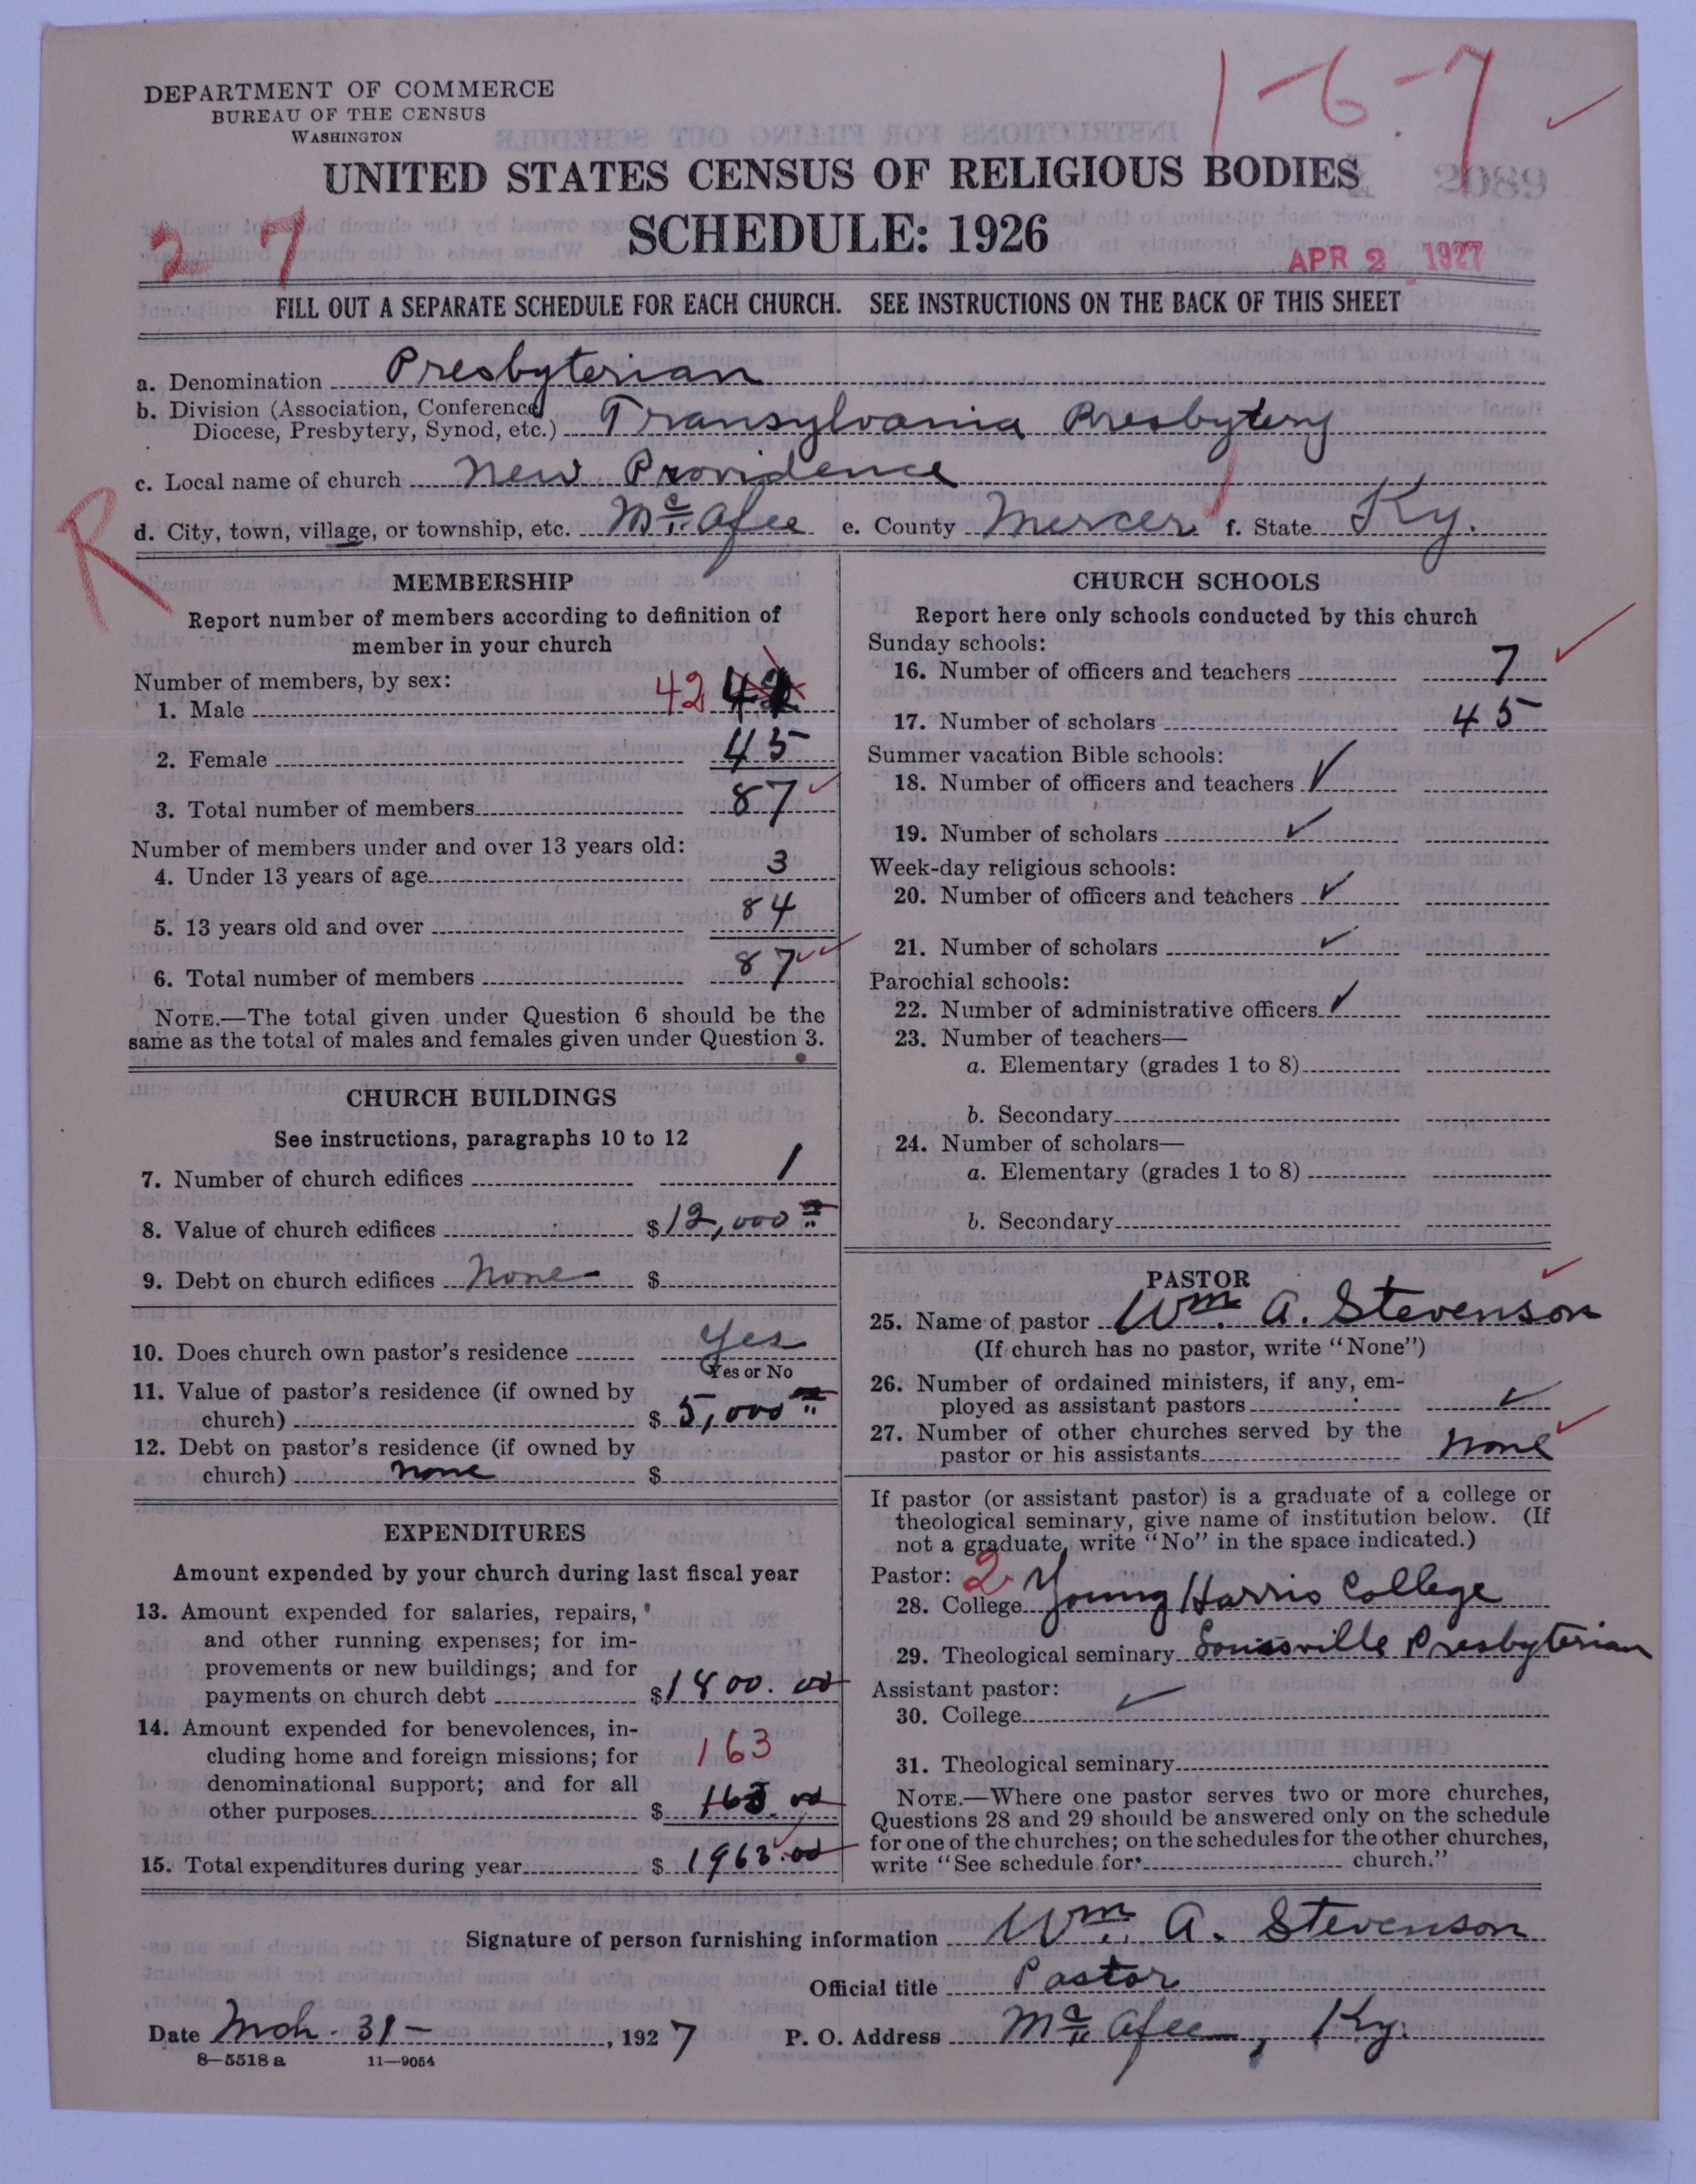 DEPARTMENT OF COMMERCE
BUREAU OF THE CENSUS
WASHINGTON
1-6-7
UNITED STATES CENSUS OF RELIGIOUS BODIES
2 7
SCHEDULE: 1926
APR 2 1927
FILL OUT A SEPARATE SCHEDULE FOR EACH CHURCH. SEE INSTRUCTIONS ON THE BACK OF THIS SHEET
a. Denomination Presbyterian
b. Division (Association, Conference, Diocese, Presbytery, Synod, etc.) Transylvania Presbytery
c. Local name of church New Providence
R
d. City, town, village, or township, etc. Mc Afee e. County Mercer f. State Ky.
MEMBERSHIP
Report number of members according to definition of
member in your church
Number of members, by sex:
1. Male 42
2. Female 45
3. Total number of members 87
Number of members under and over 13 years old:
4. Under 13 years of age 3
5. 13 years old and over 84
6. Total number of members 87
NOTE.—The total given under Question 6 should be the
same as the total of males and females given under Question 3.
CHURCH BUILDINGS
See instructions, paragraphs 10 to 12
7. Number of church edifices 1
8. Value of church edifices $12,000
9. Debt on church edifices None $
10. Does church own pastor's residence Yes
Yes or No
11. Value of pastor's residence (if owned by
church) $ 5,000
12. Debt on pastor's residence (if owned by
church) None $
EXPENDITURES
Amount expended by your church during last fiscal year
13. Amount expended for salaries, repairs,
and other running expenses; for im-
provements or new buildings; and for
payments on church debt $1800.00
14. Amount expended for benevolences, in-
cluding home and foreign missions; for 163
denominational support; and for all
other purposes $ 163.00
15. Total expenditures during year $ 1963.00
CHURCH SCHOOLS
Report here only schools conducted by this church
Sunday schools:
16. Number of officers and teachers 7
17. Number of scholars 45
Summer vacation Bible schools:
18. Number of officers and teachers
19. Number of scholars
Week-day religious schools:
20. Number of officers and teachers
21. Number of scholars
Parochial schools:
22. Number of administrative officers
23. Number of teachers—
a. Elementary (grades 1 to 8)
b. Secondary
24. Number of scholars—
a. Elementary (grades 1 to 8)
b. Secondary
PASTOR
25. Name of pastor Wm. A. Stevenson
(If church has no pastor, write "None")
26. Number of ordained ministers, if any, em-
ployed as assistant pastors
27. Number of other churches served by the
pastor or his assistants None
If pastor (or assistant pastor) is a graduate of a college or
theological seminary, give name of institution below. (If
not a graduate, write "No" in the space indicated.)
Pastor: 2
28. College Young Harris College
29. Theological seminary Louisville Presbyterian
Assistant pastor:
30. College
31. Theological seminary
NOTE.—Where one pastor serves two or more churches,
Questions 28 and 29 should be answered only on the schedule
for one of the churches; on the schedules for the other churches,
write "See schedule for church."
Signature of person furnishing information Wm. A. Stevenson
Official title Pastor
Date Mch. 31-, 1927 P. O. Address Mc Afee, Ky.
8—5518 a 11—9054